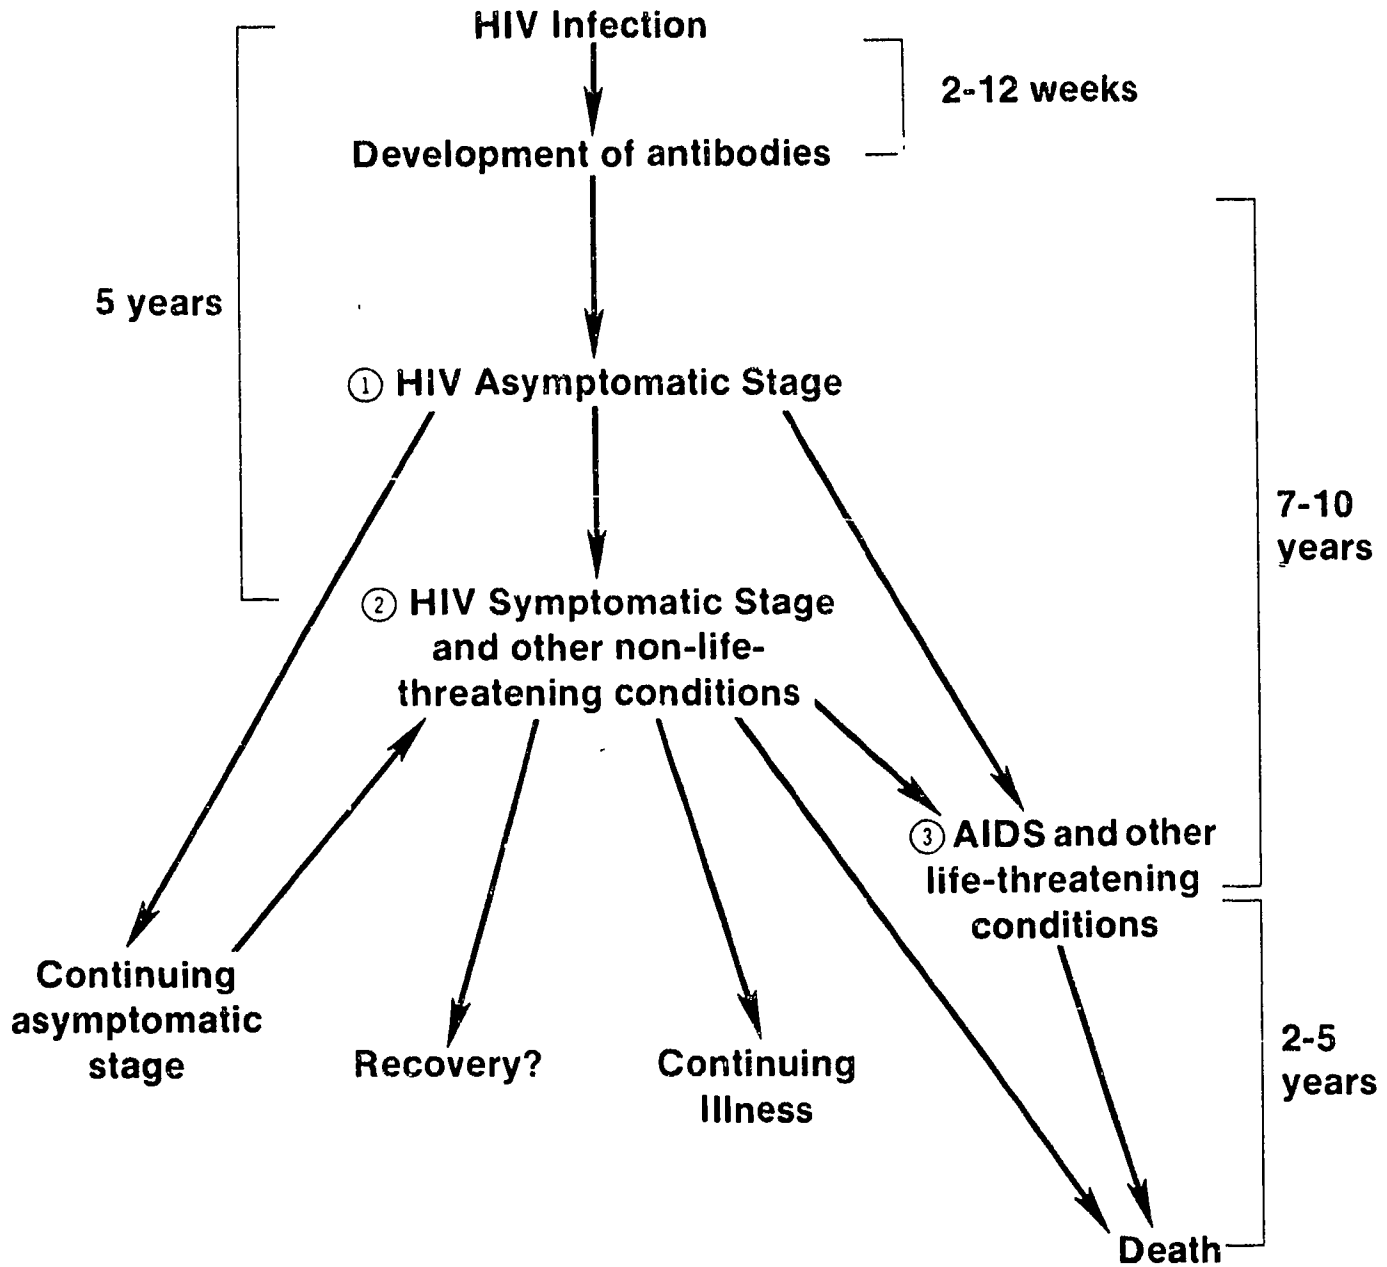 HIV Infection
2-12 weeks
Development of antibodies
5 years
① HIV Asymptomatic Stage
7-10
years
② HIV Symptomatic Stage
and other non-life-
threatening conditions
③ AIDS and other
life-threatening
conditions
Continuing
asymptomatic
stage
Recovery?
Continuing
Illness
2-5
years
Death